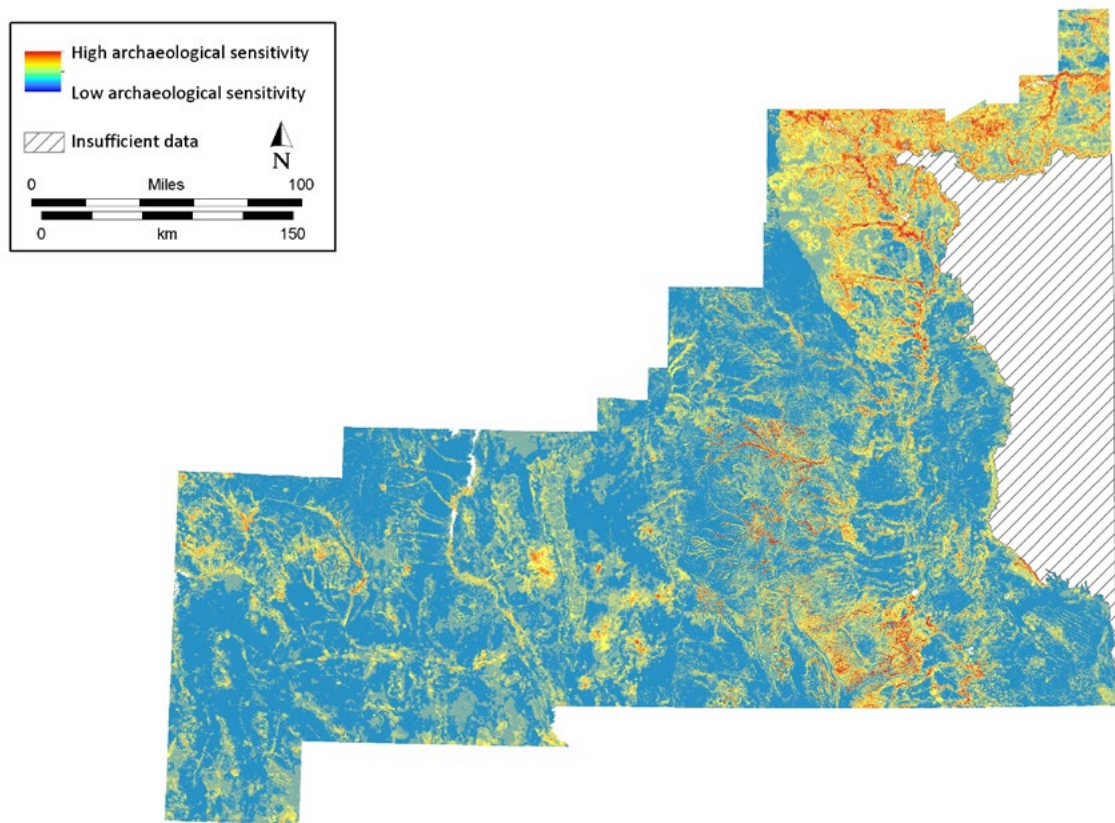 High archaeological sensitivity
Low archaeological sensitivity
Insufficient data
N
0 Miles 100
0 km 150